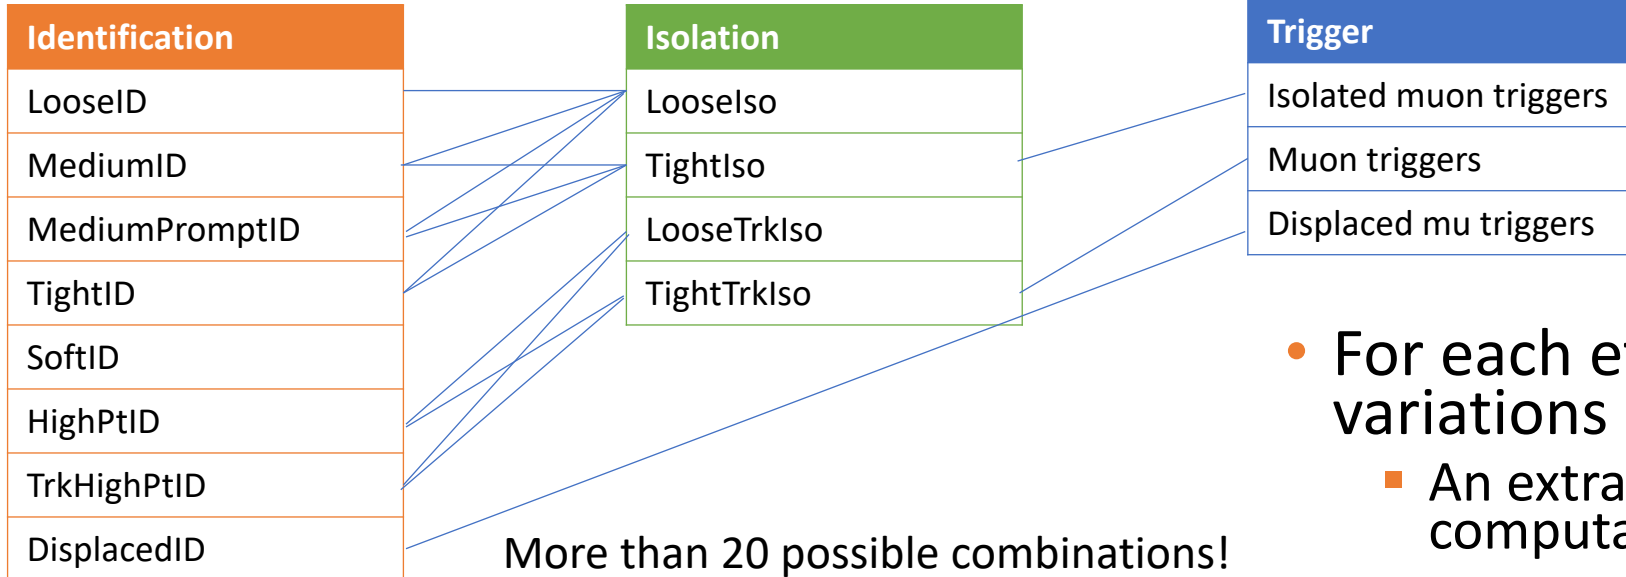 Identification
LooseID
MediumID
MediumPromptID
TightID
SoftID
HighPtID
TrkHighPtID
DisplacedID
Isolation
LooseIso
TightIso
LooseTrkIso
TightTrkIso
Trigger
Isolated muon triggers
Muon triggers
Displaced mu triggers
• For each
variations
▪ An extra
More than 20 possible combinations!